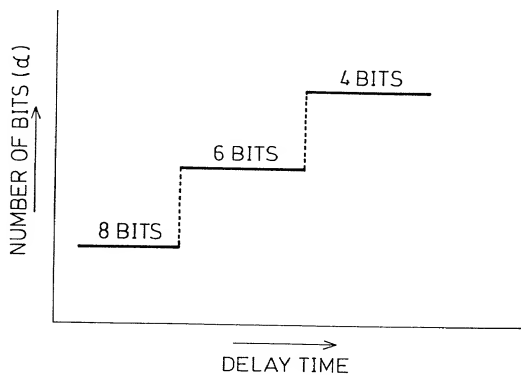 NUMBER OF BITS (d)
4 BITS
6 BITS
8 BITS
DELAY TIME